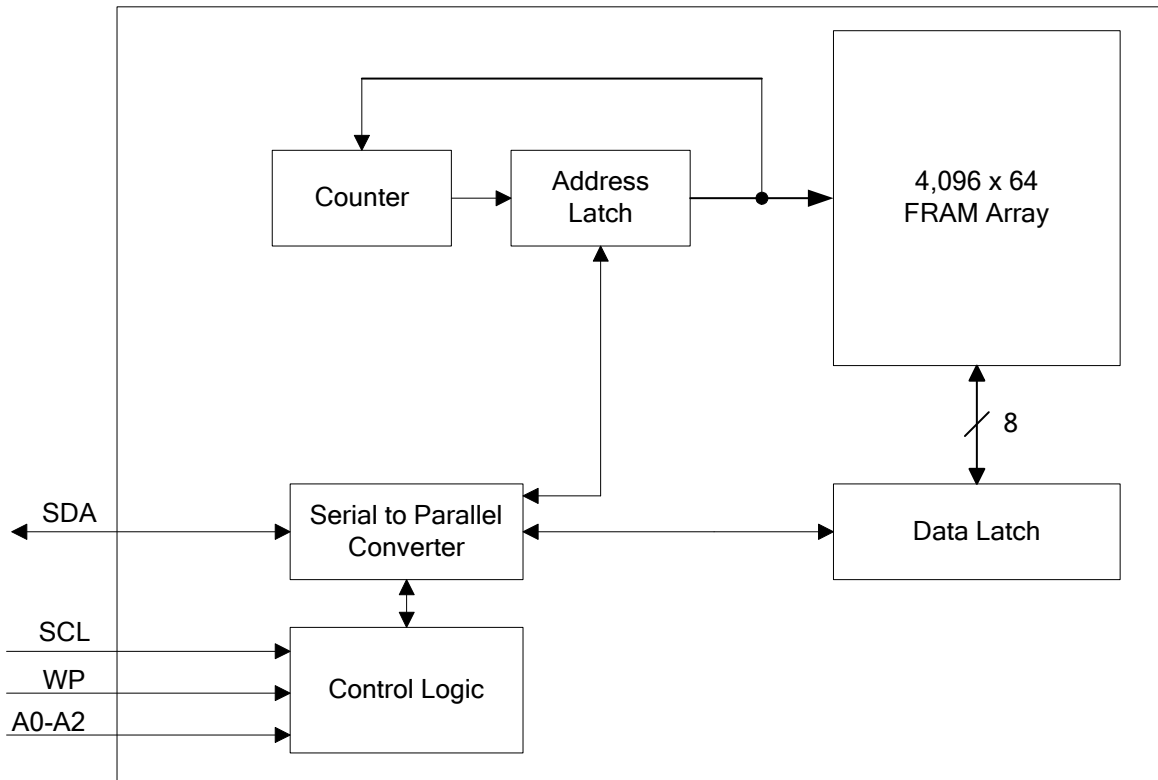 Counter
Address
Latch
4,096 x 64
FRAM Array
8
SDA
Serial to Parallel
Converter
Data Latch
SCL
WP
A0-A2
Control Logic